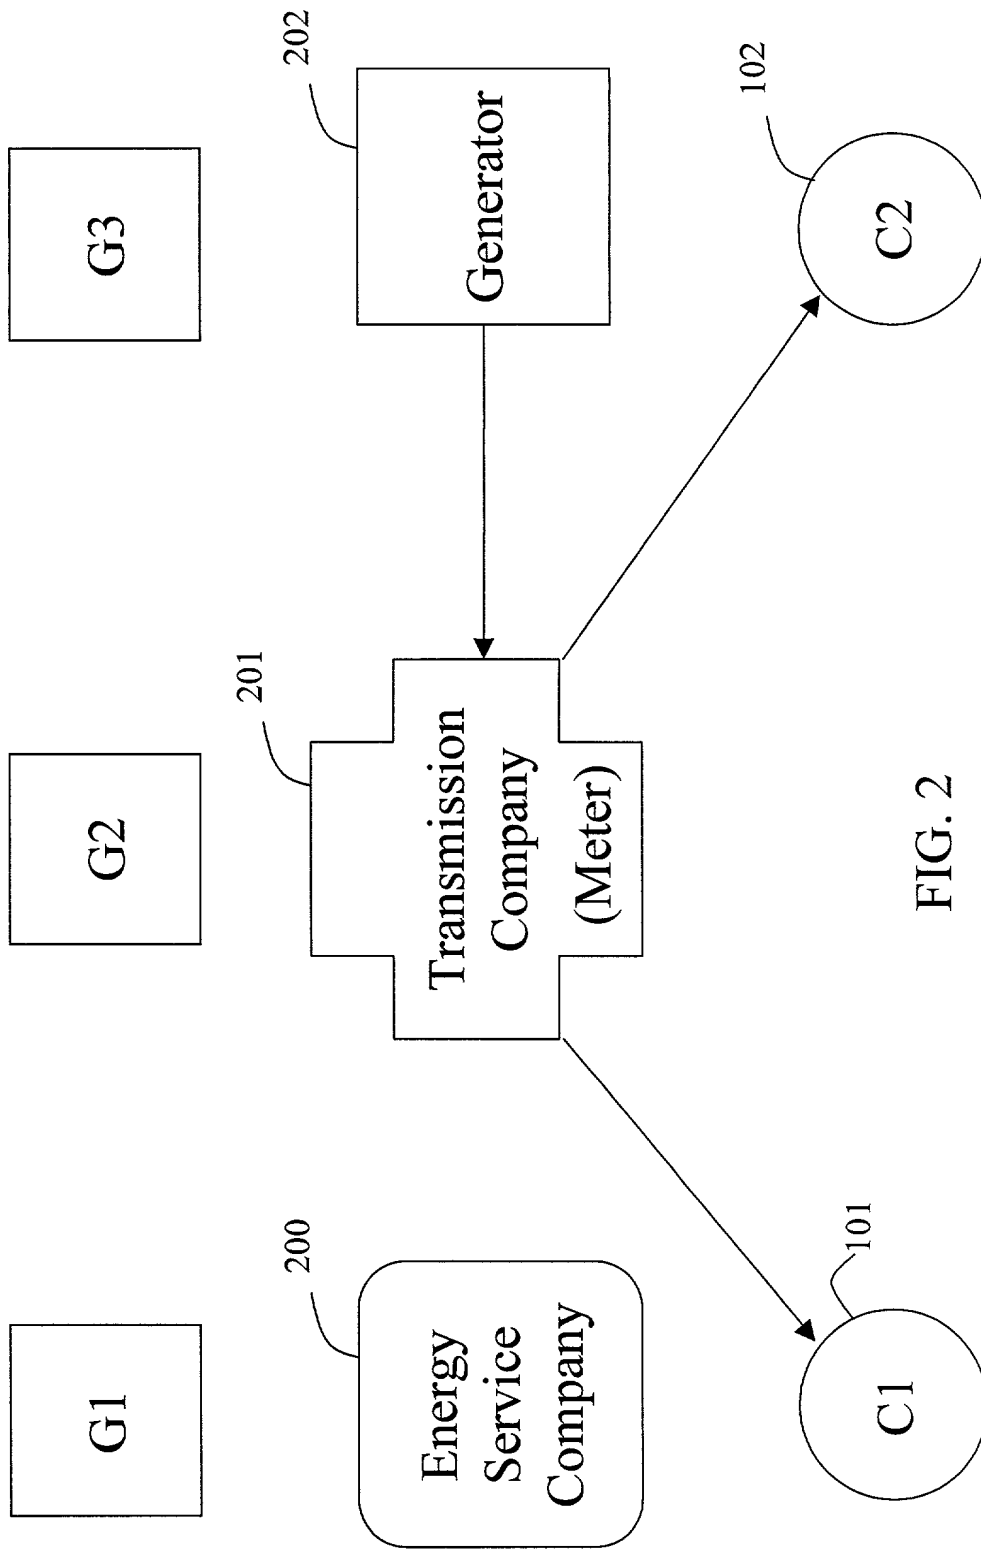 G1
G2
G3
200
Energy
Service
Company
201
Transmission
Company
(Meter)
202
Generator
101
C1
102
C2
FIG. 2